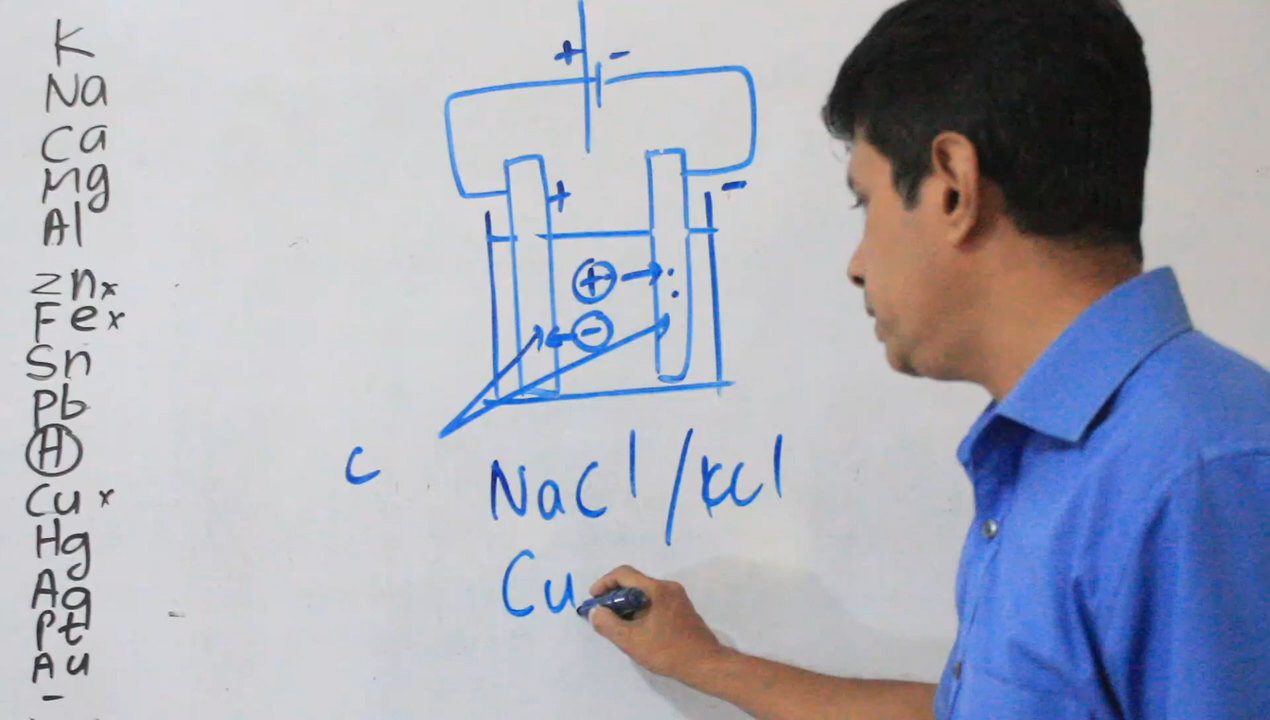 K
Na
Ca
Mg
Al
Zn x
Fe x
Sn
Pb
H
Cu x
Hg
Ag
Pt
Au
-
+ -
+ -
+
-
C
NaCl/KCl
Cu